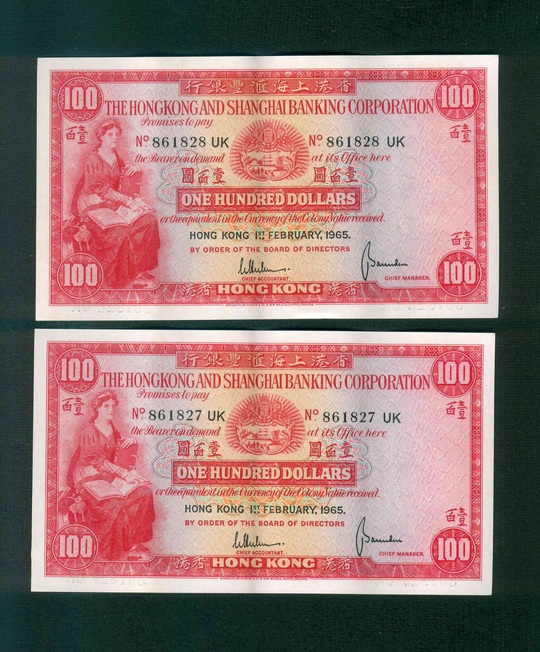 行銀豐滙海上港香
100 100
THE HONGKONG AND SHANGHAI BANKING CORPORATION
Promises to pay
百 壹
Nº 861828 UK Nº 861828 UK
the Bearer on demand at its Office here
圓百壹 圓百壹
ONE HUNDRED DOLLARS
or the equivalent in the Currency of the Colony, Value received.
HONG KONG 1ST FEBRUARY, 1965.
壹百
BY ORDER OF THE BOARD OF DIRECTORS
CHIEF ACCOUNTANT CHIEF MANAGER.
100 100
港 HONG KONG 香
行銀豐滙海上港香
100 100
THE HONGKONG AND SHANGHAI BANKING CORPORATION
Promises to pay
百 壹
Nº 861827 UK Nº 861827 UK
the Bearer on demand at its Office here
圓百壹 圓百壹
ONE HUNDRED DOLLARS
or the equivalent in the Currency of the Colony, Value received.
HONG KONG 1ST FEBRUARY, 1965.
壹百
BY ORDER OF THE BOARD OF DIRECTORS
CHIEF ACCOUNTANT CHIEF MANAGER.
100 100
港 HONG KONG 香